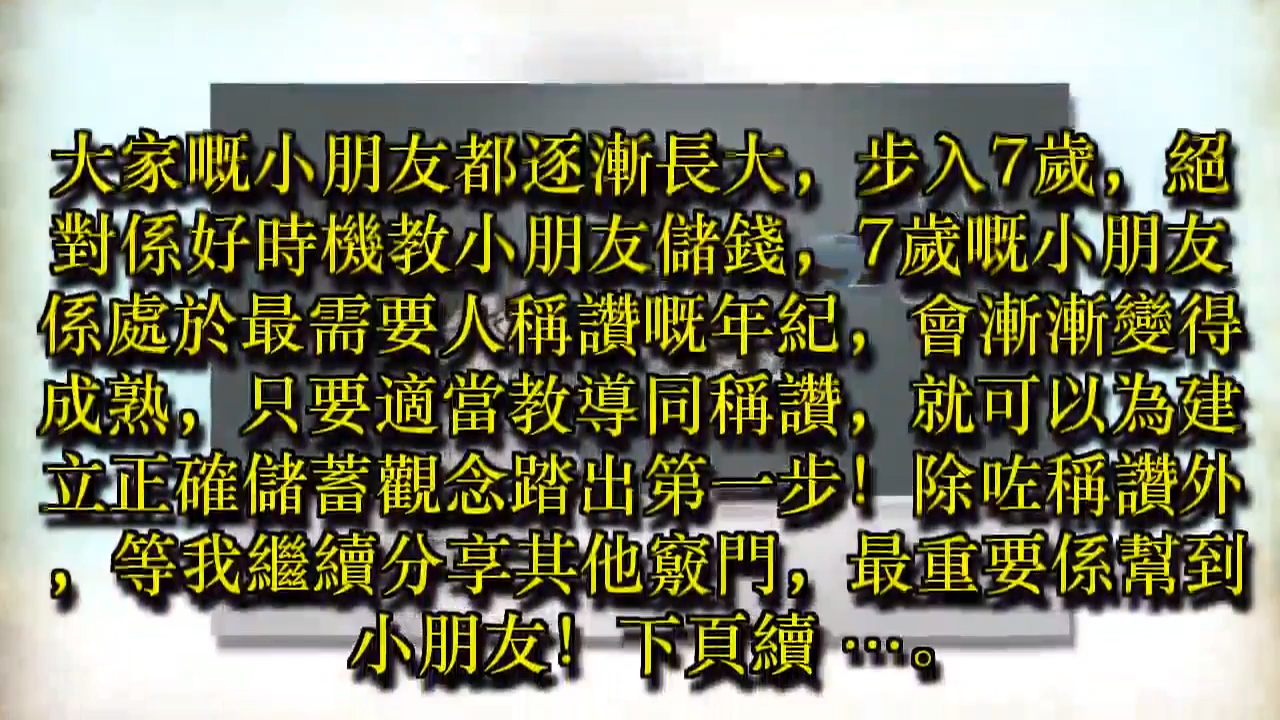 大家嘅小朋友都逐漸長大，步入7歲，絕
對係好時機教小朋友儲錢，7歲嘅小朋友
係處於最需要人稱讚嘅年紀，會漸漸變得
成熟，只要適當教導同稱讚，就可以為建
立正確儲蓄觀念踏出第一步！除咗稱讚外
，等我繼續分享其他竅門，最重要係幫到
小朋友！下頁續 …。